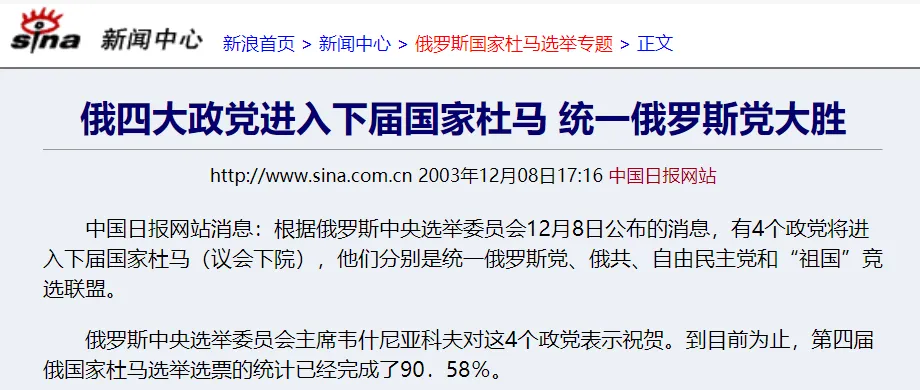 sina 新闻中心 新浪首页 > 新闻中心 > 俄罗斯国家杜马选举专题 > 正文
俄四大政党进入下届国家杜马 统一俄罗斯党大胜
http://www.sina.com.cn 2003年12月08日17:16 中国日报网站
中国日报网站消息：根据俄罗斯中央选举委员会12月8日公布的消息，有4个政党将进
入下届国家杜马（议会下院），他们分别是统一俄罗斯党、俄共、自由民主党和“祖国”竞
选联盟。
俄罗斯中央选举委员会主席韦什尼亚科夫对这4个政党表示祝贺。到目前为止，第四届
俄国家杜马选举选票的统计已经完成了90．58％。